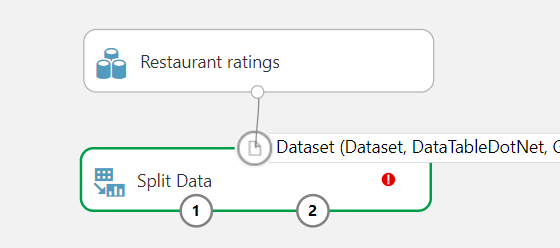 Restaurant ratings
Dataset (Dataset, DataTableDotNet,
Split Data
1
2